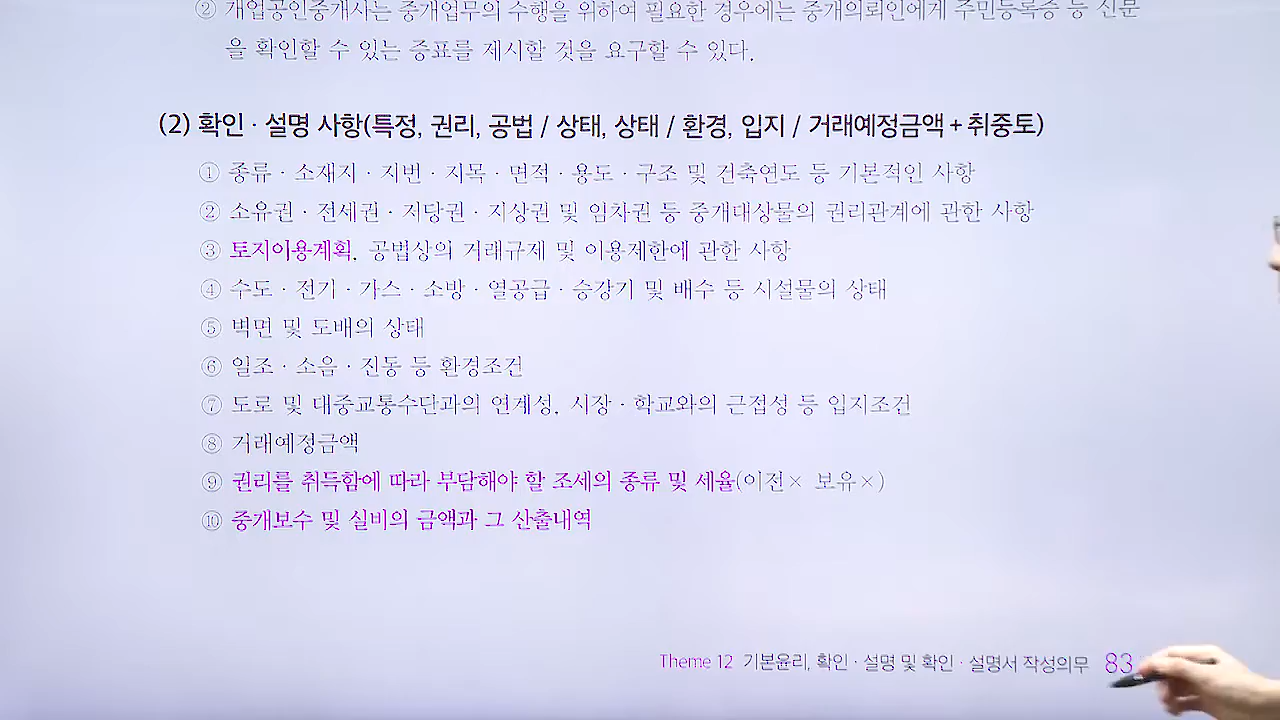 ② 개업공인중개사는 중개업무의 수행을 위하여 필요한 경우에는 중개의뢰인에게 주민등록증 등 신분
을 확인할 수 있는 증표를 제시할 것을 요구할 수 있다.
(2) 확인 · 설명 사항(특정, 권리, 공법 / 상태, 상태 / 환경, 입지 / 거래예정금액 + 취중토)
① 종류 · 소재지 · 지번 · 지목 · 면적 · 용도 · 구조 및 건축연도 등 기본적인 사항
② 소유권 · 전세권 · 저당권 · 지상권 및 임차권 등 중개대상물의 권리관계에 관한 사항
③ 토지이용계획, 공법상의 거래규제 및 이용제한에 관한 사항
④ 수도 · 전기 · 가스 · 소방 · 열공급 · 승강기 및 배수 등 시설물의 상태
⑤ 벽면 및 도배의 상태
⑥ 일조 · 소음 · 진동 등 환경조건
⑦ 도로 및 대중교통수단과의 연계성, 시장 · 학교와의 근접성 등 입지조건
⑧ 거래예정금액
⑨ 권리를 취득함에 따라 부담해야 할 조세의 종류 및 세율(이전× 보유×)
⑩ 중개보수 및 실비의 금액과 그 산출내역
Theme 12 기본윤리, 확인 · 설명 및 확인 · 설명서 작성의무 83